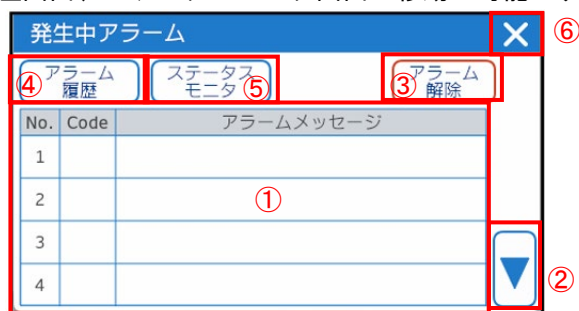 発生中アラーム
⑥
④ アラーム
履歴
ステータス
モニタ ⑤
③ アラーム
解除
No. Code アラームメッセージ
1
2 ①
3
4
②